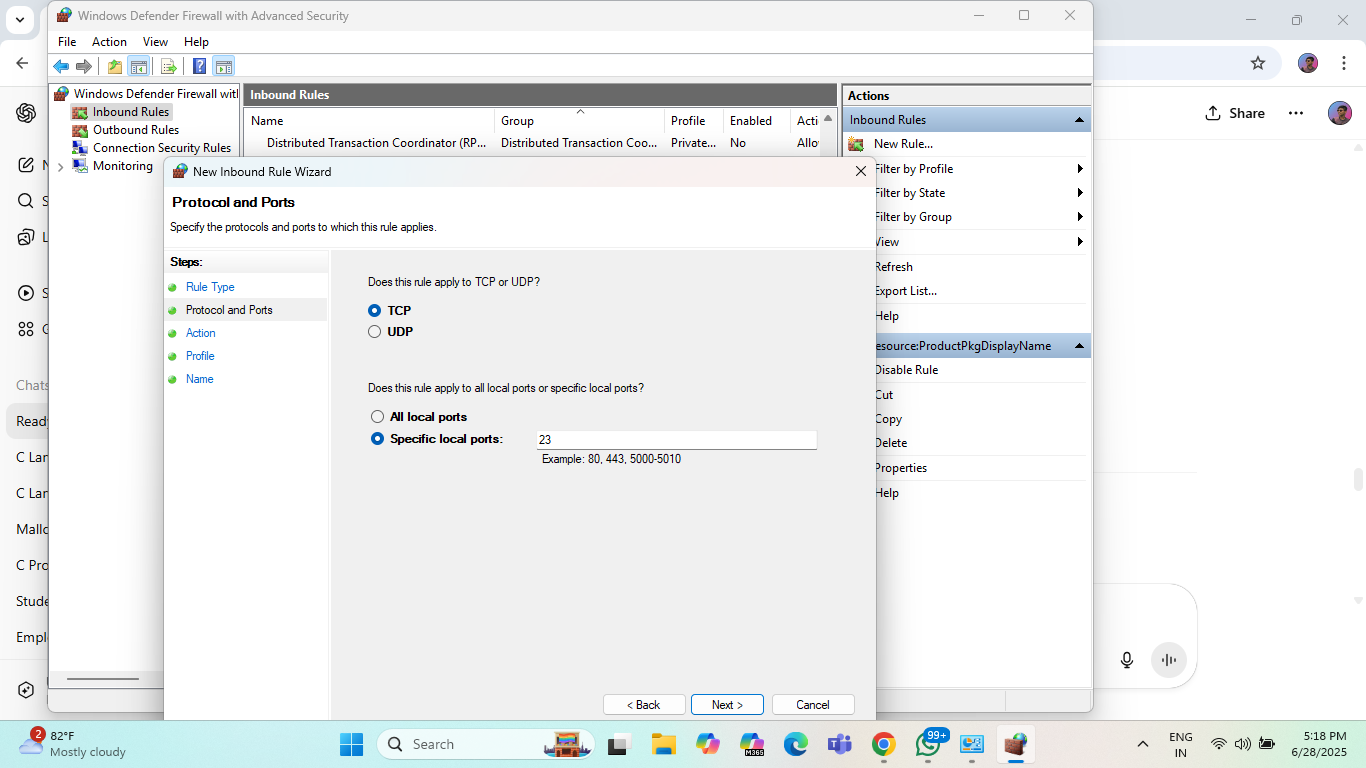 Windows Defender Firewall with Advanced Security
File Action View Help
Windows Defender Firewall with
Inbound Rules
Outbound Rules
Connection Security Rules
Monitoring
Inbound Rules
Name Group Profile Enabled Acti
Distributed Transaction Coordinator (RP... Distributed Transaction Coo... Private... No Allo
Actions
Inbound Rules
New Rule...
Filter by Profile
Filter by State
Filter by Group
View
Refresh
Export List...
Help
esource:ProductPkgDisplayName
Disable Rule
Cut
Copy
Delete
Properties
Help
New Inbound Rule Wizard
Protocol and Ports
Specify the protocols and ports to which this rule applies.
Steps:
Rule Type
Protocol and Ports
Action
Profile
Name
Does this rule apply to TCP or UDP?
TCP
UDP
Does this rule apply to all local ports or specific local ports?
All local ports
Specific local ports: 23
Example: 80, 443, 5000-5010
< Back Next > Cancel
Share
Chats
Read
C Lar
C Lar
Mallo
C Pro
Stude
Empl
2
82°F
Mostly cloudy
Search
M365
99+
ENG
IN
5:18 PM
6/28/2025